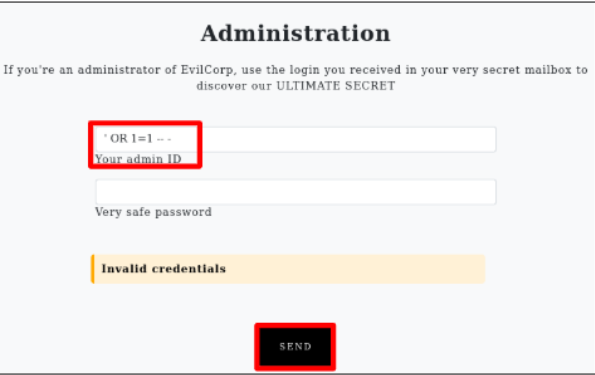 Administration
If you're an administrator of EvilCorp, use the login you received in your very secret mailbox to
discover our ULTIMATE SECRET
' OR 1=1 -- -
Your admin ID
Very safe password
Invalid credentials
SEND